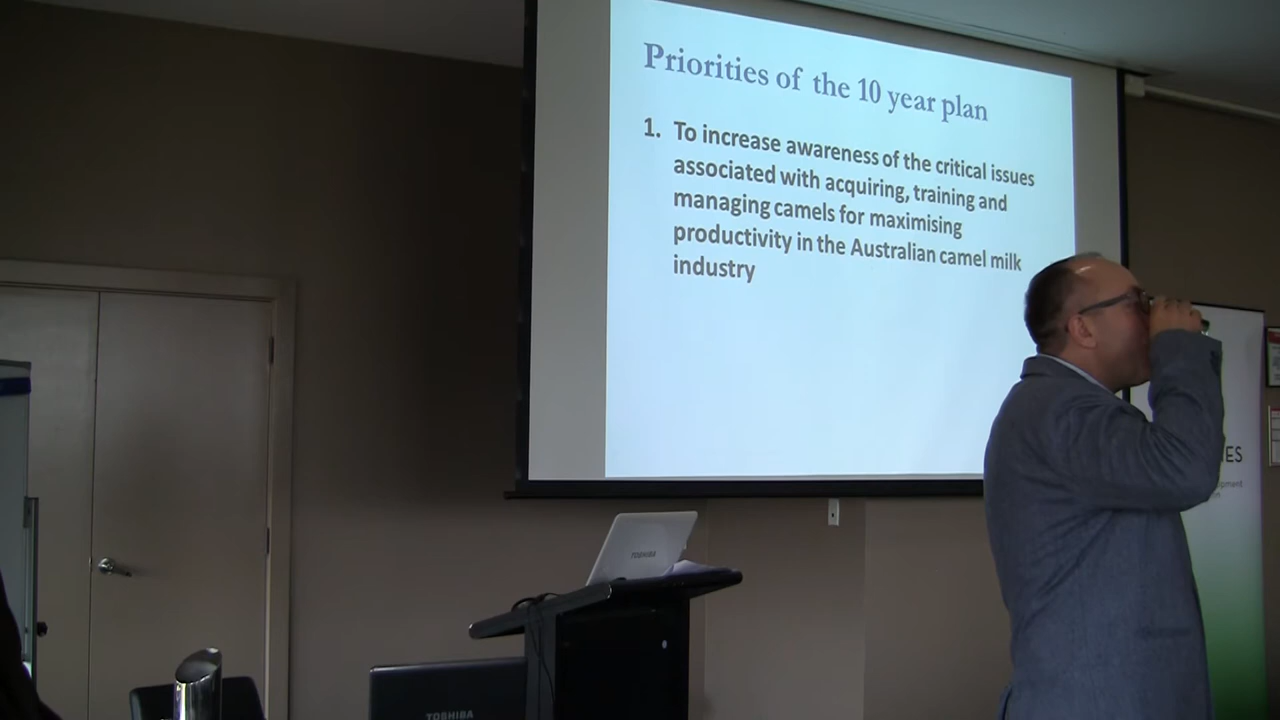 Priorities of the 10 year plan
1. To increase awareness of the critical issues
associated with acquiring, training and
managing camels for maximising
productivity in the Australian camel milk
industry
TOSHIBA
TOSHIBA